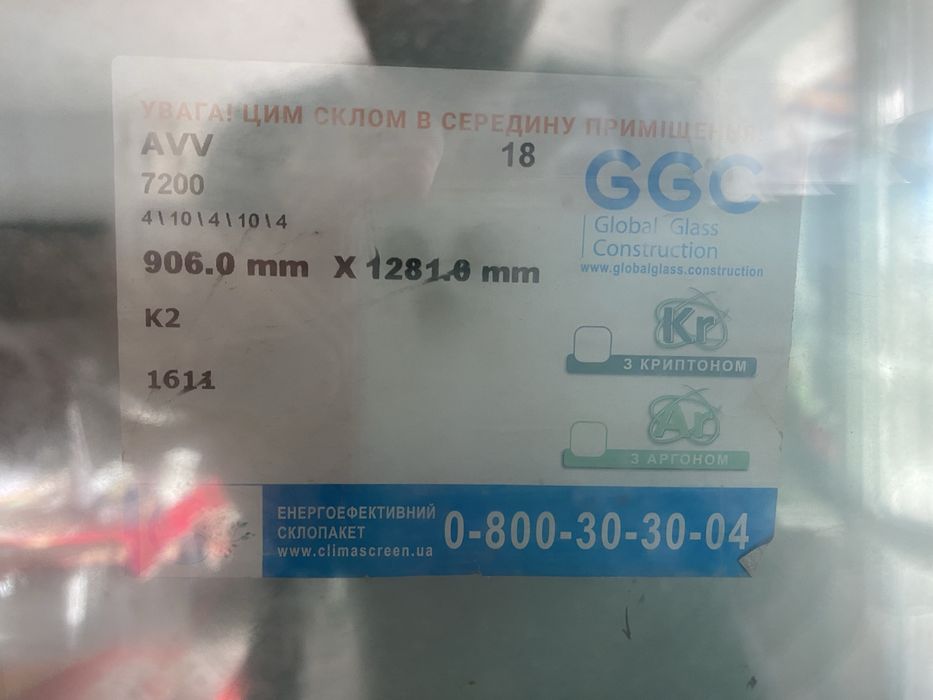 УВАГА! ЦИМ СКЛОМ В СЕРЕДИНУ ПРИМІЩЕННЯ
AVV
18
7200
4\10\4\10\4
906.0 mm X 1281.0 mm
K2
1611
GGC
Global Glass
Construction
www.globalglass.construction
Kr
З КРИПТОНОМ
Ar
З АРГОНОМ
ЕНЕРГОЕФЕКТИВНИЙ
СКЛОПАКЕТ
www.climascreen.ua
0-800-30-30-04